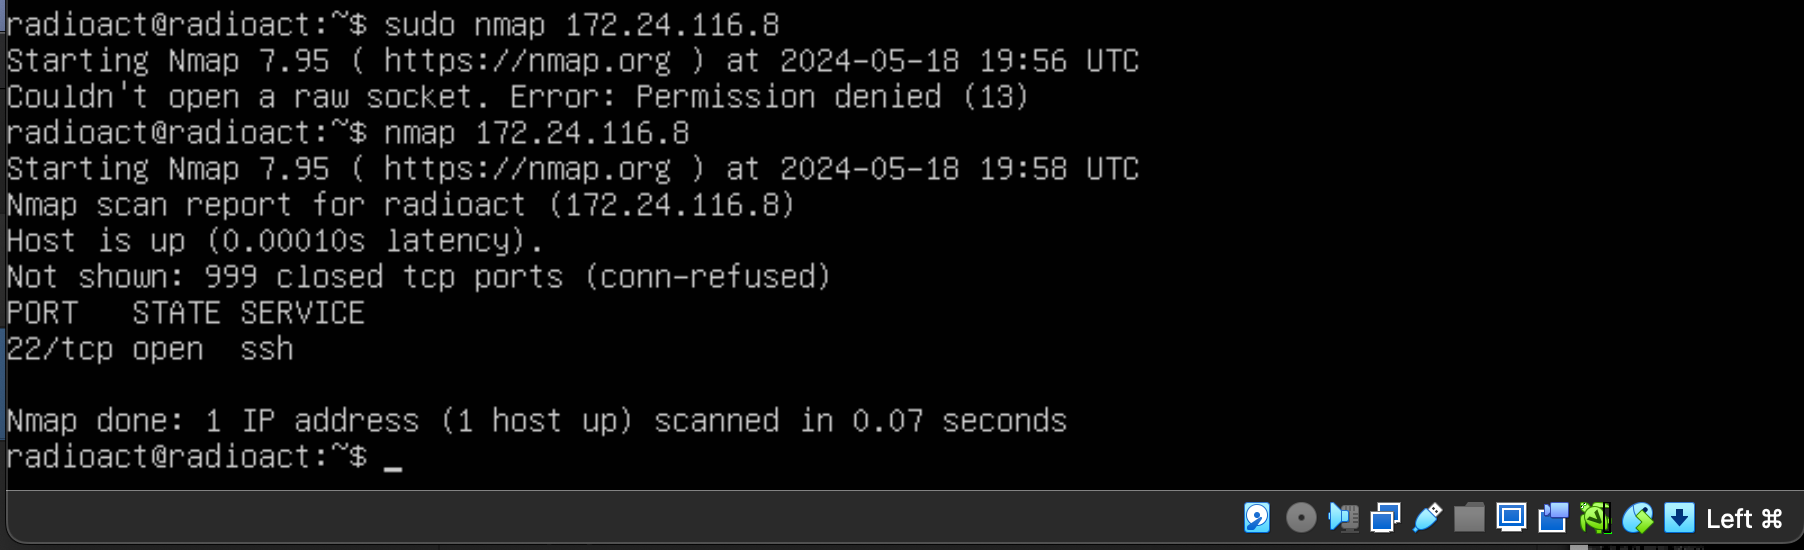 radioact@radioact:~$ sudo nmap 172.24.116.8
Starting Nmap 7.95 ( https://nmap.org ) at 2024-05-18 19:56 UTC
Couldn't open a raw socket. Error: Permission denied (13)
radioact@radioact:~$ nmap 172.24.116.8
Starting Nmap 7.95 ( https://nmap.org ) at 2024-05-18 19:58 UTC
Nmap scan report for radioact (172.24.116.8)
Host is up (0.00010s latency).
Not shown: 999 closed tcp ports (conn-refused)
PORT   STATE SERVICE
22/tcp open  ssh
Nmap done: 1 IP address (1 host up) scanned in 0.07 seconds
radioact@radioact:~$ _
Left ⌘